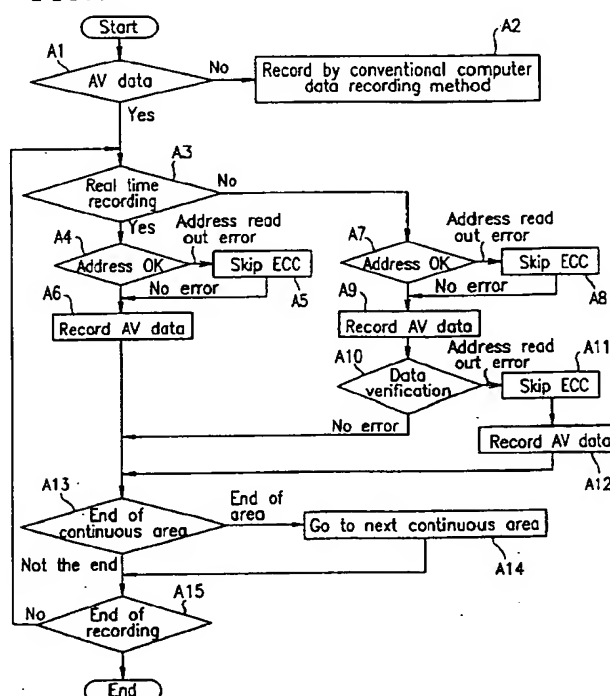 Start
A1
A2
AV data
No
Record by conventional computer
data recording method
Yes
A3
Real time
recording
No
Yes
A4
Address read
out error
Address OK
Skip ECC
No error
A5
A6
Record AV data
A7
Address read
out error
Address OK
Skip ECC
No error
A8
A9
Record AV data
A10
Address read
out error
A11
Data
verification
Skip ECC
No error
Record AV data
A12
A13
End of
continuous area
End of
area
Go to next continuous area
A14
Not the end
A15
No
End of
recording
End